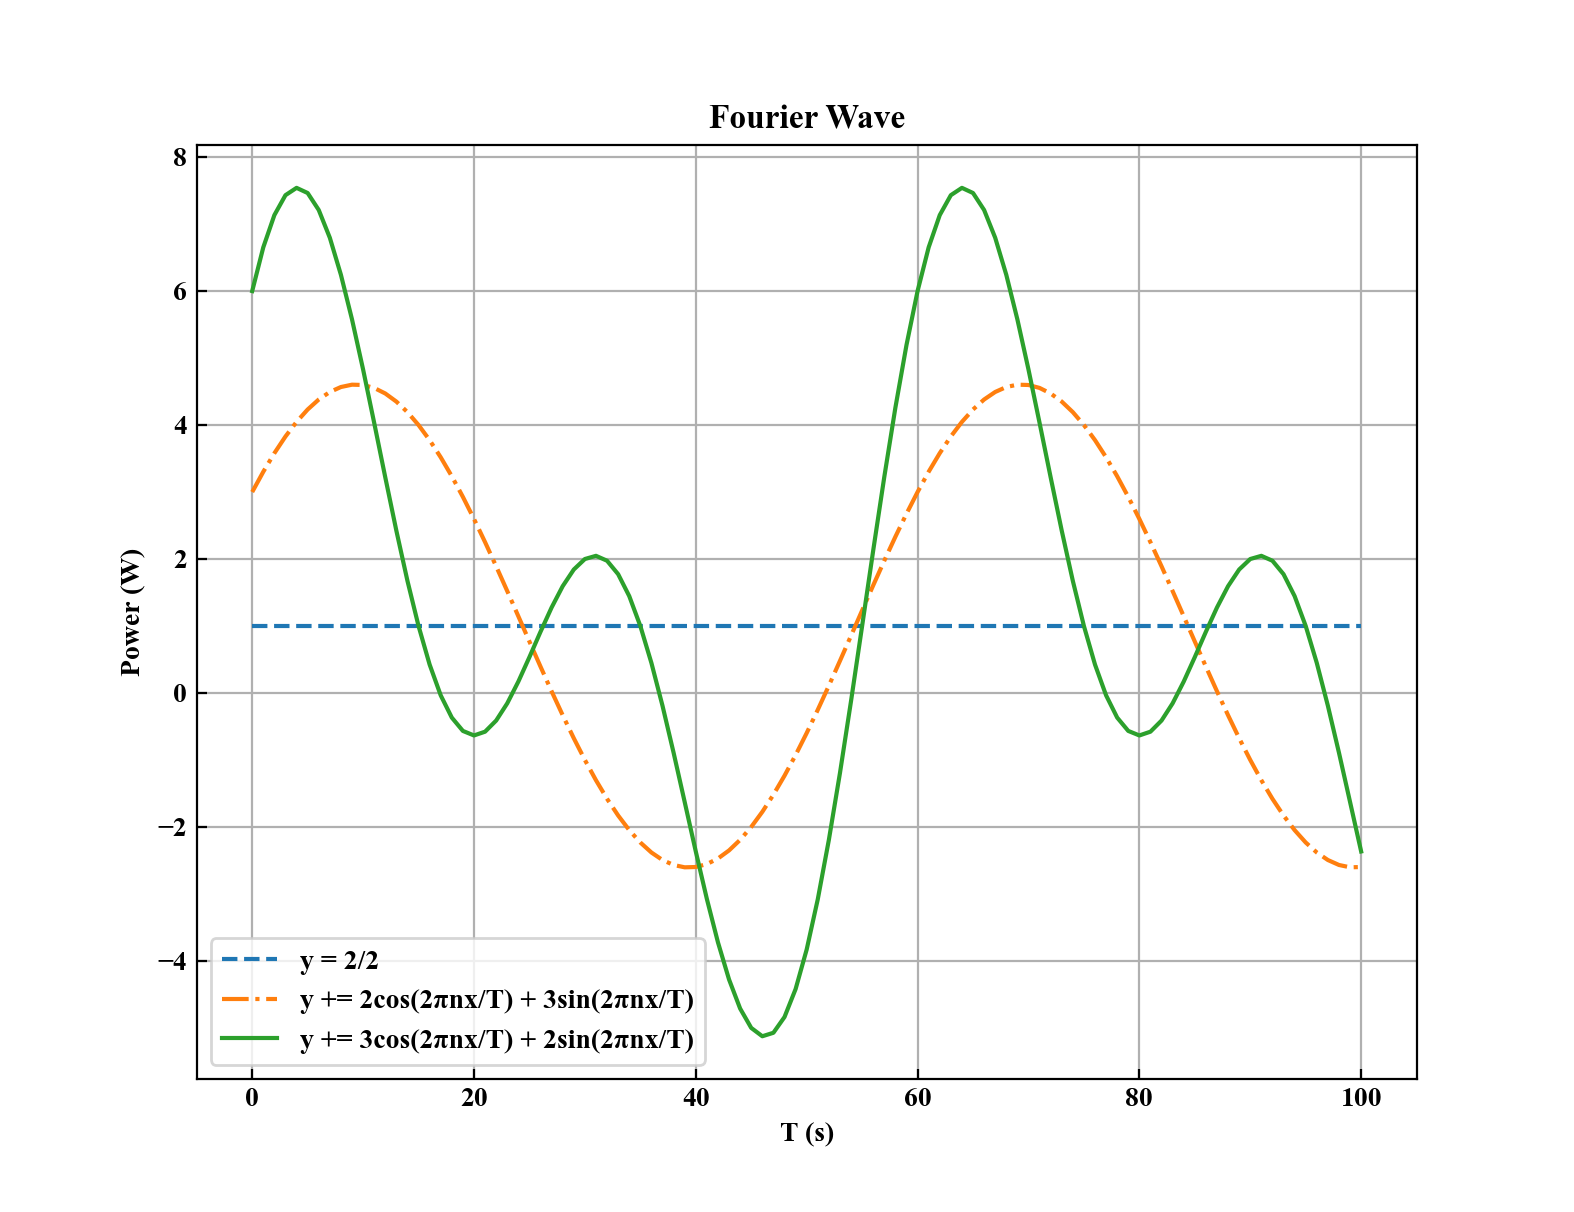 Fourier Wave
8
6
4
2
0
−2
−4
Power (W)
y = 2/2
y += 2cos(2πnx/T) + 3sin(2πnx/T)
y += 3cos(2πnx/T) + 2sin(2πnx/T)
0 20 40 60 80 100
T (s)